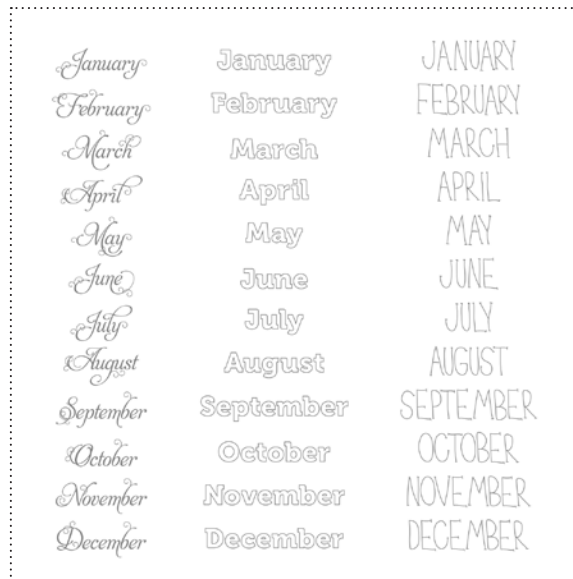 January January JANUARY
February February FEBRUARY
March March MARCH
April April APRIL
May May MAY
June June JUNE
July July JULY
August August AUGUST
September September SEPTEMBER
October October OCTOBER
November November NOVEMBER
December December DECEMBER